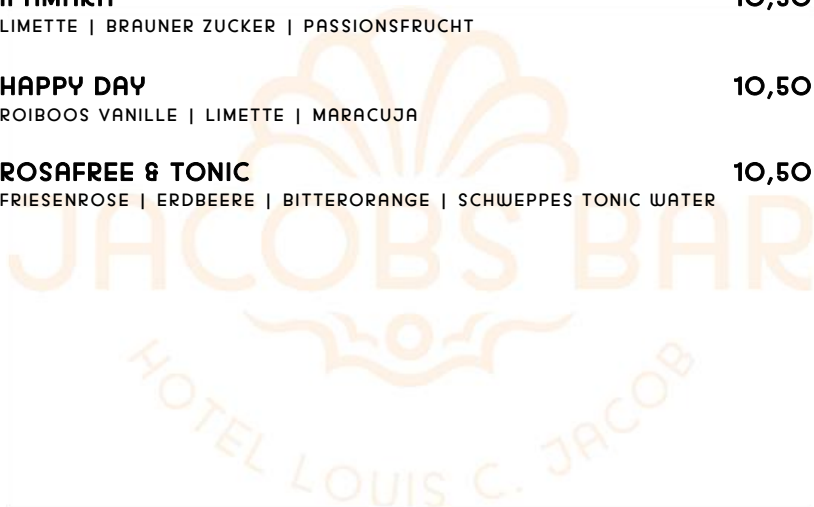 LIMETTE | BRAUNER ZUCKER | PASSIONSFRUCHT
HAPPY DAY 10,50
ROIBOOS VANILLE | LIMETTE | MARACUJA
ROSAFREE & TONIC 10,50
FRIESENROSE | ERDBEERE | BITTERORANGE | SCHWEPPES TONIC WATER
JACOBS BAR
HOTEL LOUIS C. JACOB